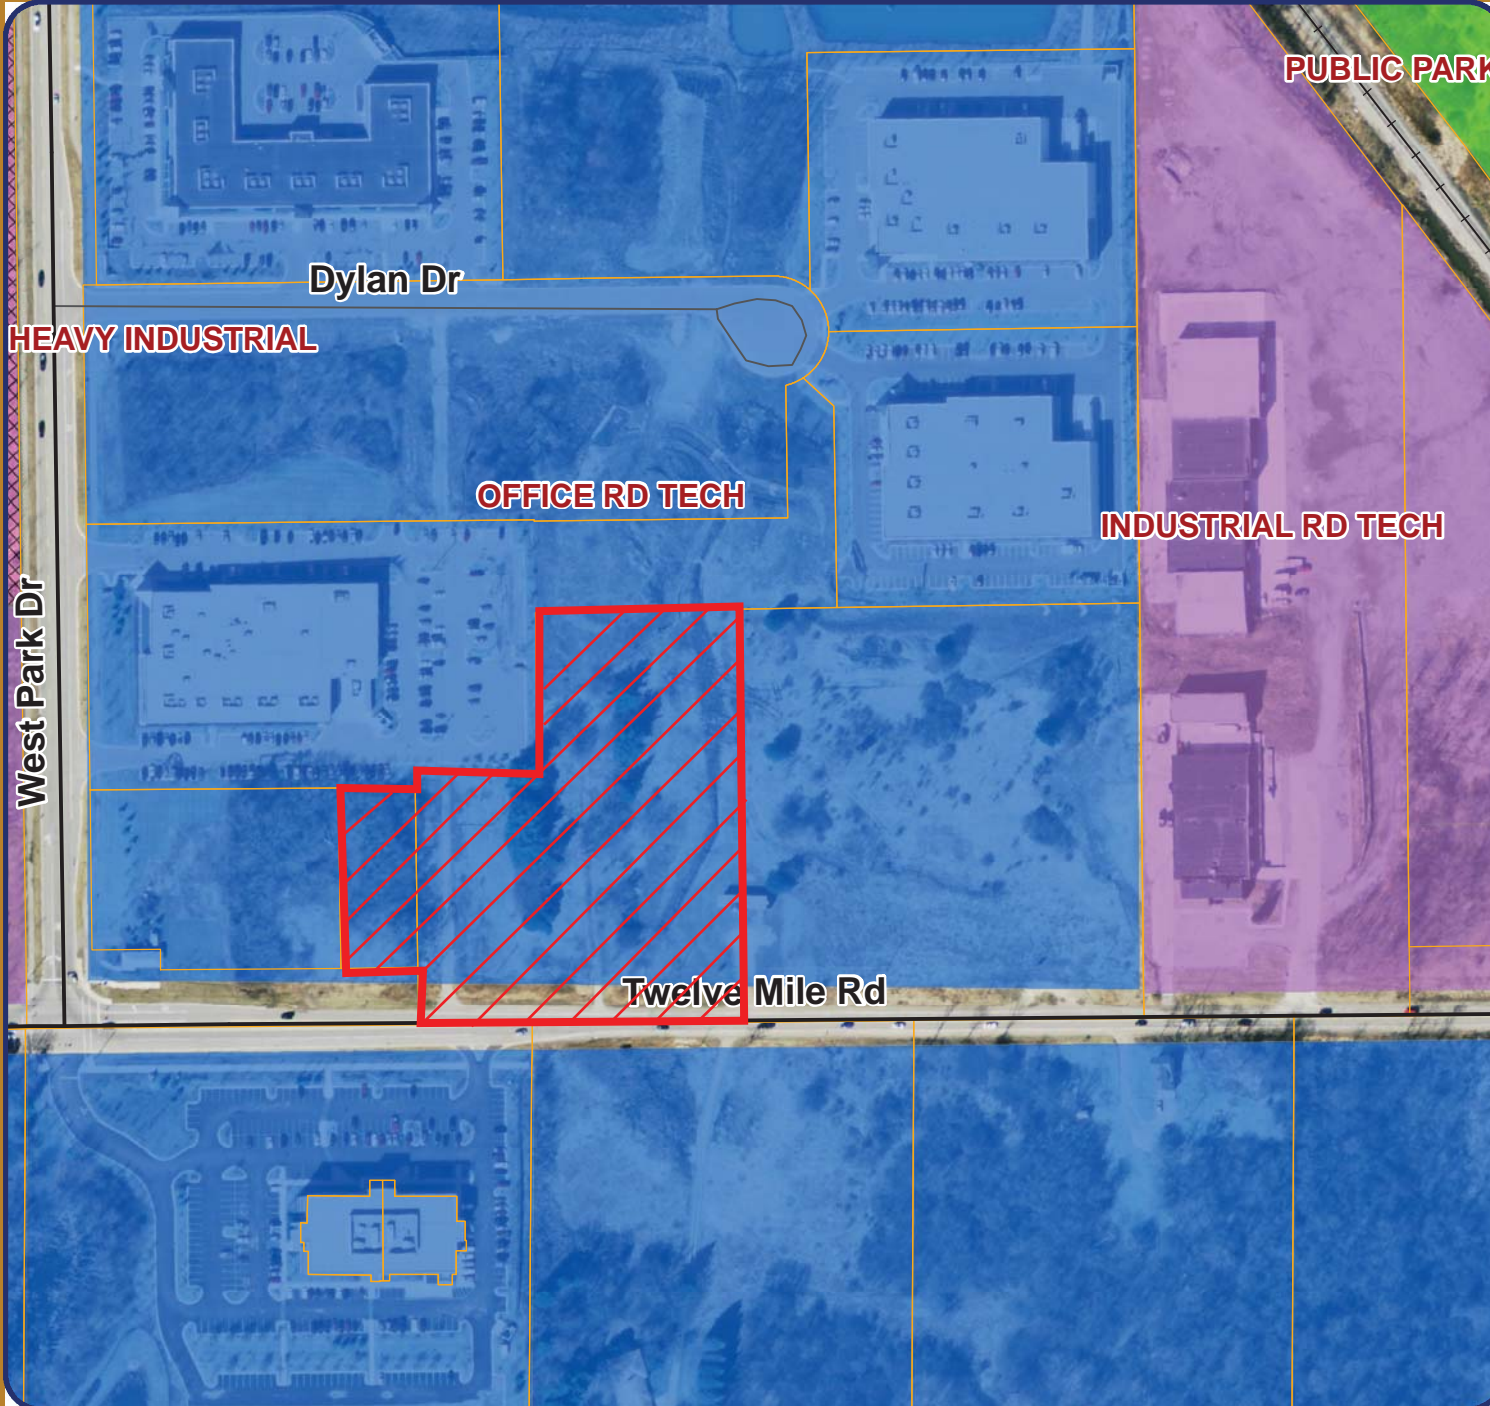 PUBLIC PARK
Dylan Dr
HEAVY INDUSTRIAL
OFFICE RD TECH
INDUSTRIAL RD TECH
West Park Dr
Twelve Mile Rd